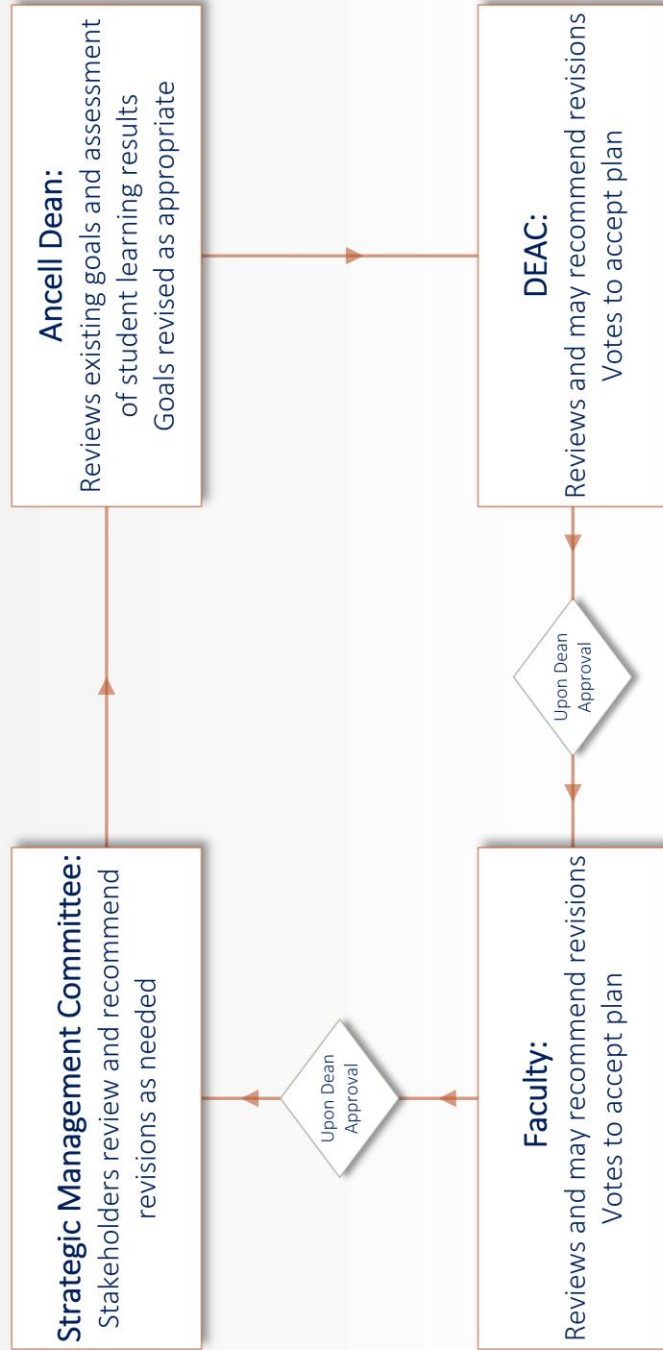 Strategic Management Committee:
Stakeholders review and recommend
revisions as needed
Ancell Dean:
Reviews existing goals and assessment
of student learning results
Goals revised as appropriate
Upon Dean
Approval
Faculty:
Reviews and may recommend revisions
Votes to accept plan
Upon Dean
Approval
DEAC:
Reviews and may recommend revisions
Votes to accept plan